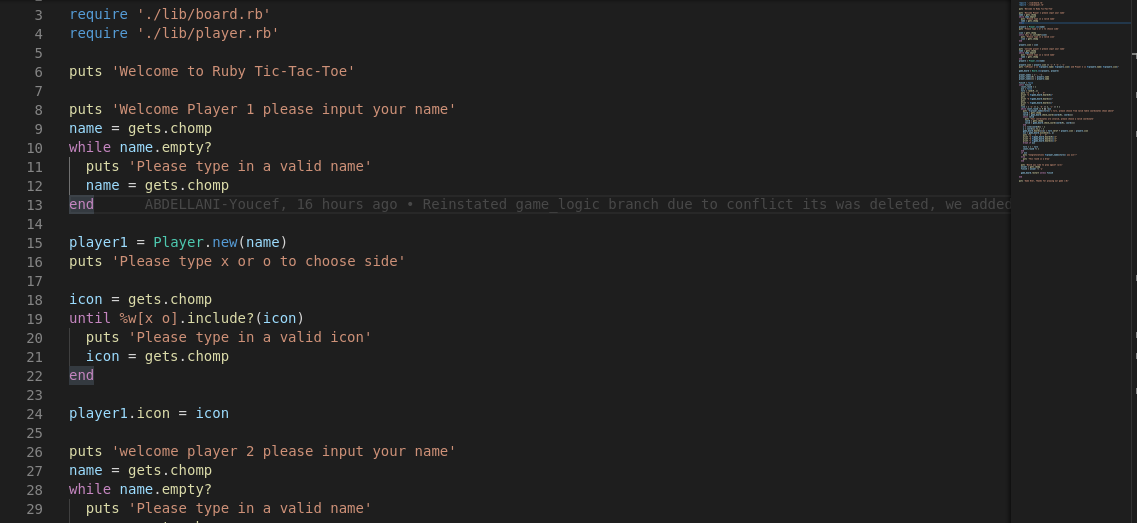 3 require './lib/board.rb'
4 require './lib/player.rb'
5
6 puts 'Welcome to Ruby Tic-Tac-Toe'
7
8 puts 'Welcome Player 1 please input your name'
9 name = gets.chomp
10 while name.empty?
11   puts 'Please type in a valid name'
12   name = gets.chomp
13 end ABDELLANI-Youcef, 16 hours ago • Reinstated game_logic branch due to conflict its was deleted, we added
14
15 player1 = Player.new(name)
16 puts 'Please type x or o to choose side'
17
18 icon = gets.chomp
19 until %w[x o].include?(icon)
20   puts 'Please type in a valid icon'
21   icon = gets.chomp
22 end
23
24 player1.icon = icon
25
26 puts 'welcome player 2 please input your name'
27 name = gets.chomp
28 while name.empty?
29   puts 'Please type in a valid name'